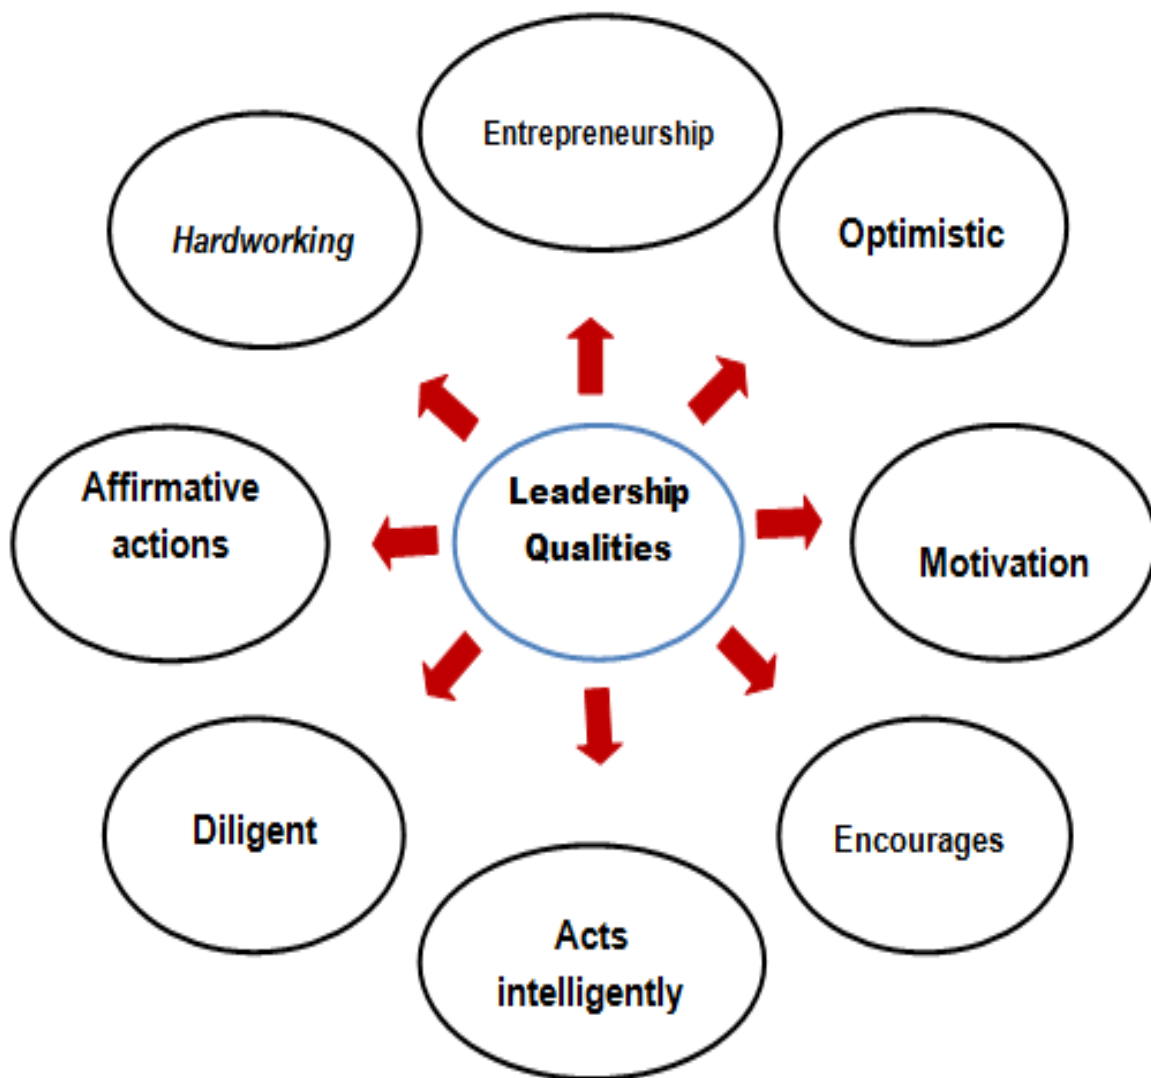 Entrepreneurship
Hardworking
Optimistic
Affirmative
actions
Leadership
Qualities
Motivation
Diligent
Encourages
Acts
intelligently